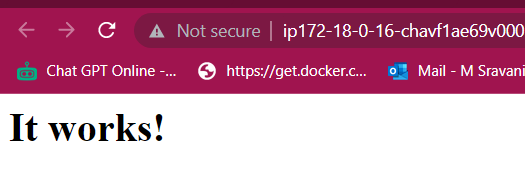 Not secure | ip172-18-0-16-chavf1ae69v000
Chat GPT Online -... https://get.docker.c... Mail - M Sravani
It works!